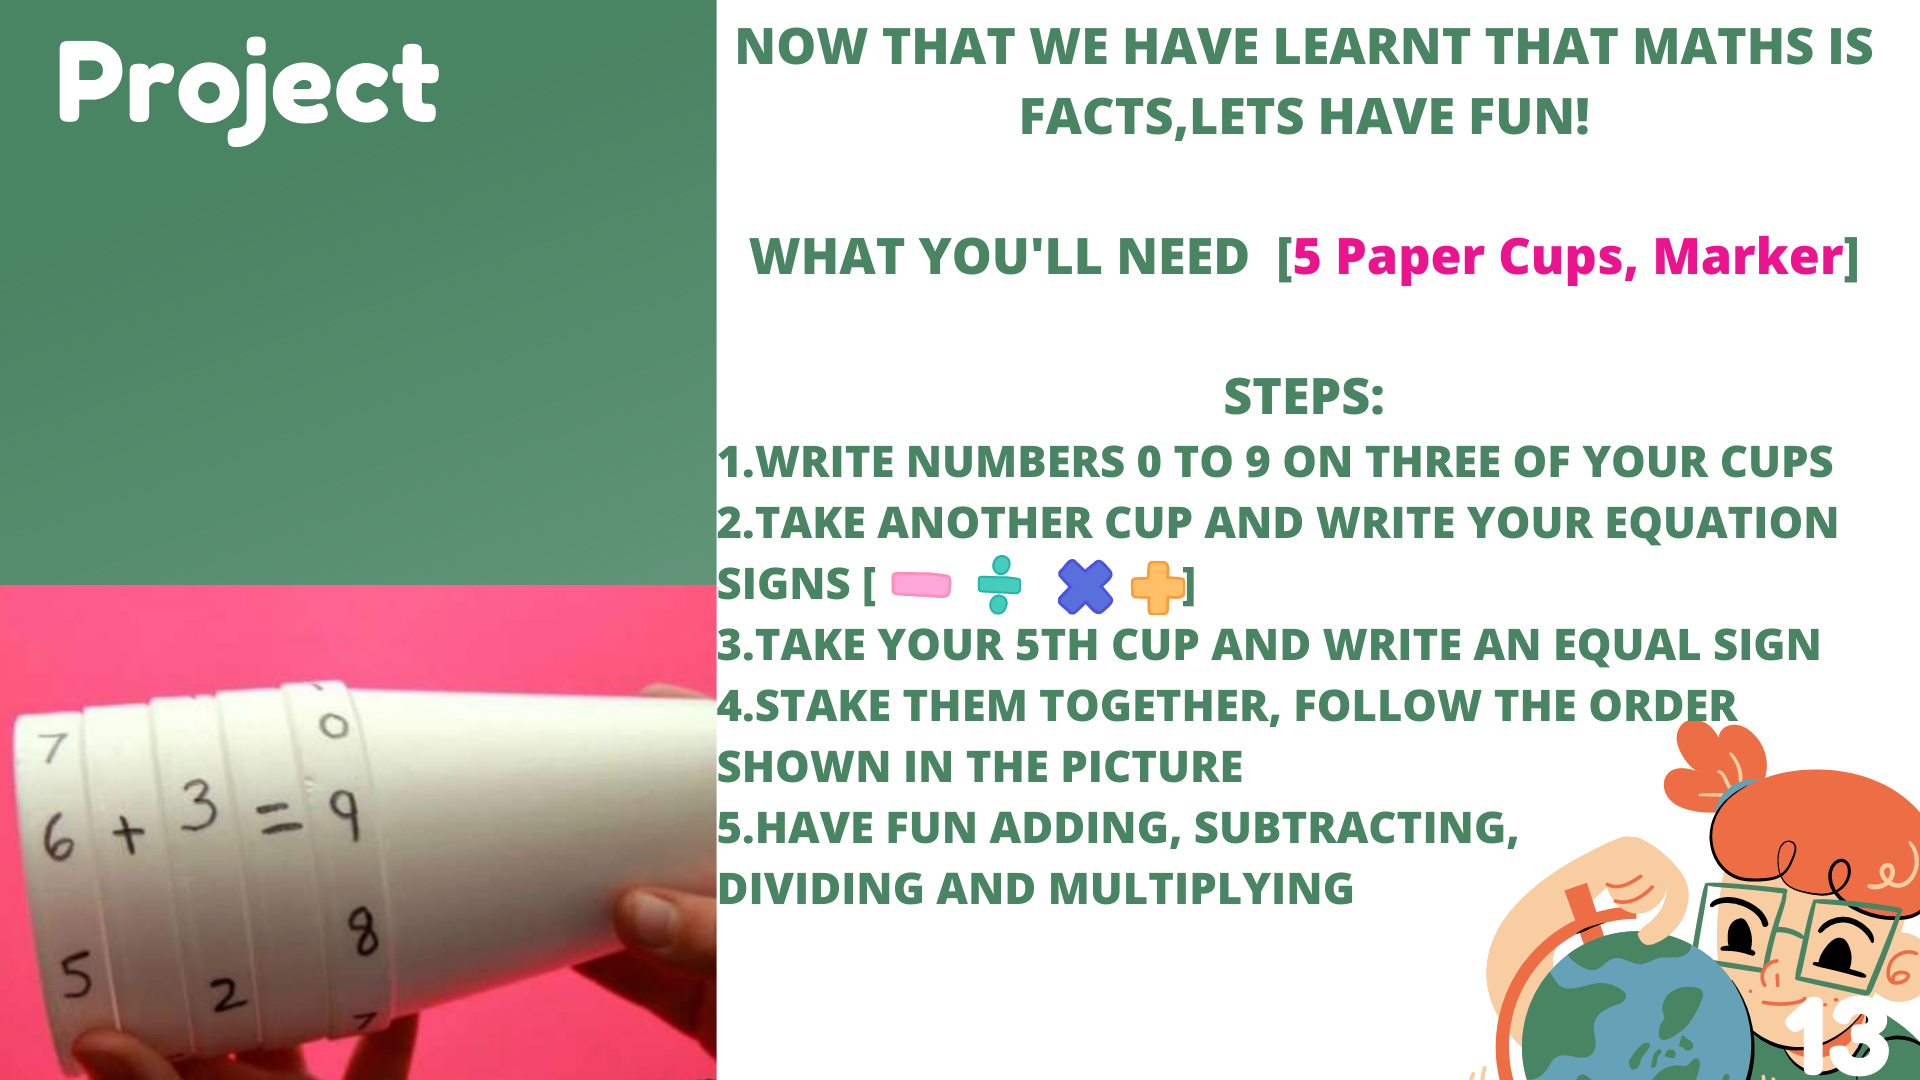 Project
NOW THAT WE HAVE LEARNT THAT MATHS IS
FACTS,LETS HAVE FUN!
WHAT YOU'LL NEED [5 Paper Cups, Marker]
STEPS:
1.WRITE NUMBERS 0 TO 9 ON THREE OF YOUR CUPS
2.TAKE ANOTHER CUP AND WRITE YOUR EQUATION
SIGNS [ − ÷ × + ]
3.TAKE YOUR 5TH CUP AND WRITE AN EQUAL SIGN
4.STAKE THEM TOGETHER, FOLLOW THE ORDER
SHOWN IN THE PICTURE
5.HAVE FUN ADDING, SUBTRACTING,
DIVIDING AND MULTIPLYING
7 0
6 + 3 = 9
8
5 2
7
13